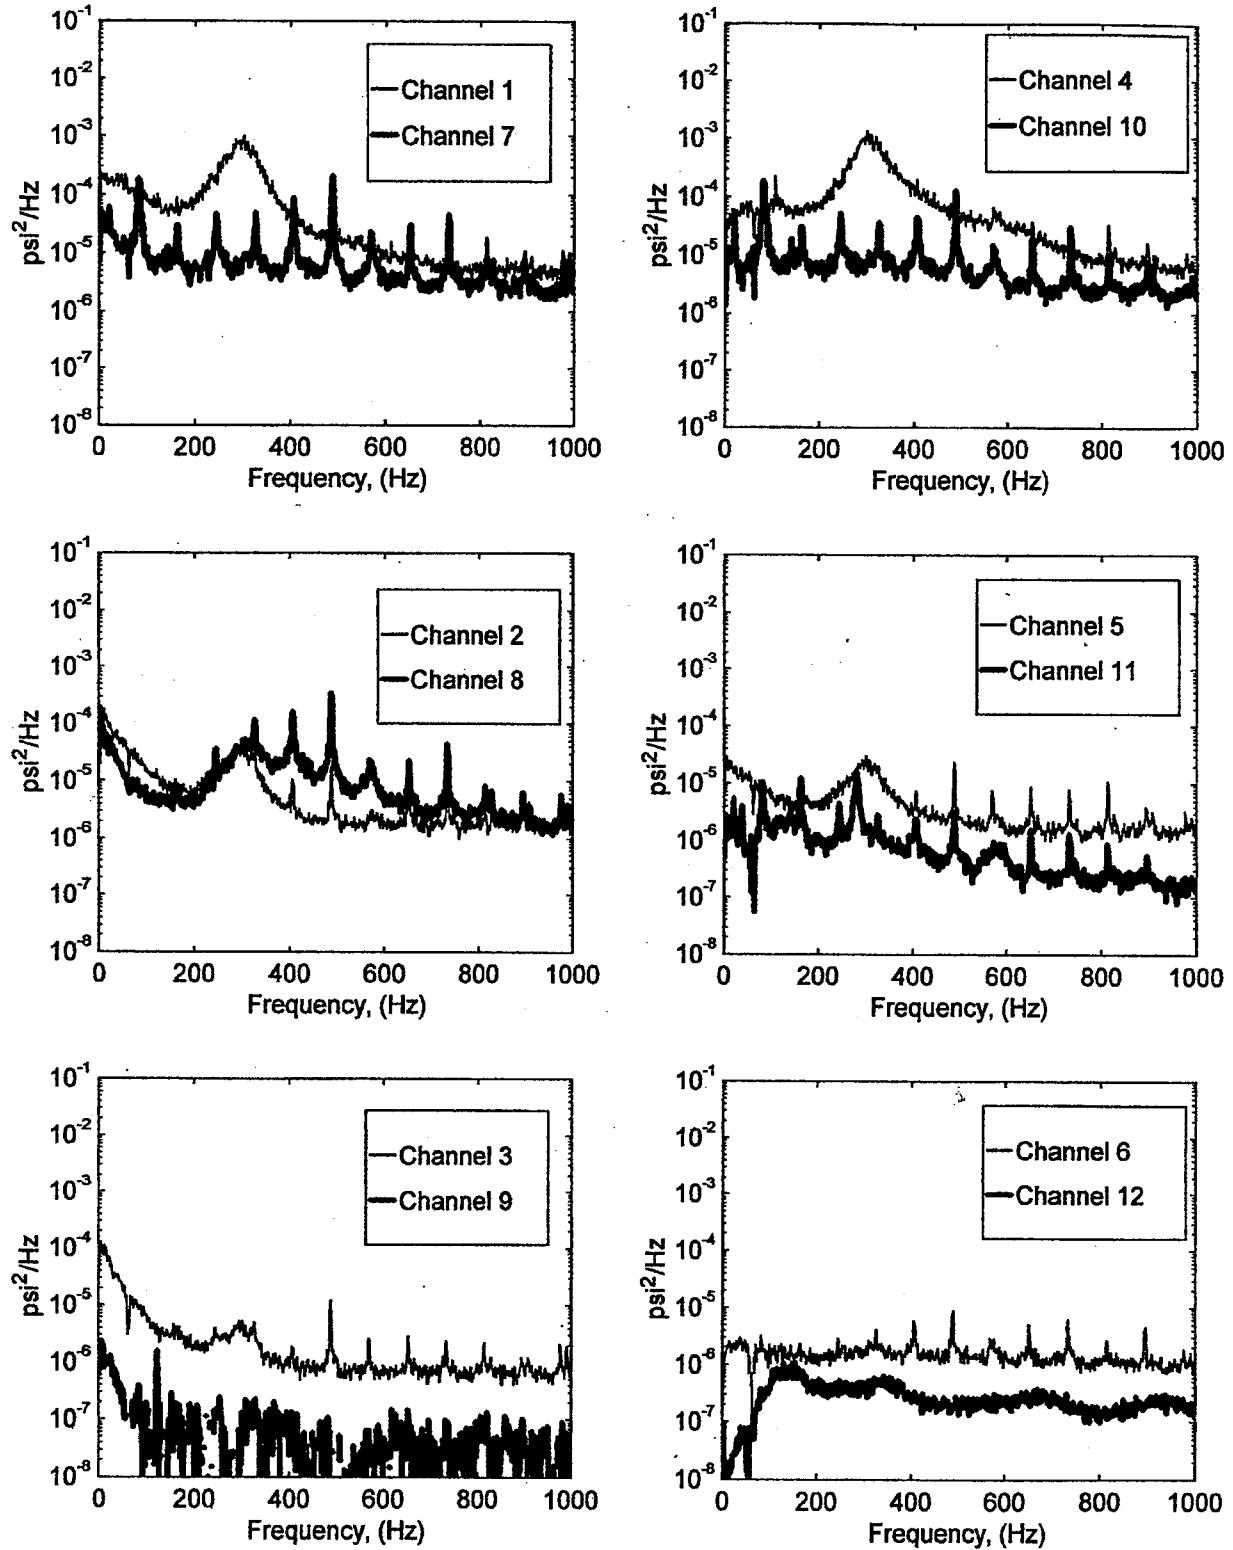 10^-1
10^-2
10^-3
10^-4
10^-5
10^-6
10^-7
10^-8
psi^2/Hz
Channel 1
Channel 7
0 200 400 600 800 1000
Frequency, (Hz)
10^-1
10^-2
10^-3
10^-4
10^-5
10^-6
10^-7
10^-8
psi^2/Hz
Channel 4
Channel 10
0 200 400 600 800 1000
Frequency, (Hz)
10^-1
10^-2
10^-3
10^-4
10^-5
10^-6
10^-7
10^-8
psi^2/Hz
Channel 2
Channel 8
0 200 400 600 800 1000
Frequency, (Hz)
10^-1
10^-2
10^-3
10^-4
10^-5
10^-6
10^-7
10^-8
psi^2/Hz
Channel 5
Channel 11
0 200 400 600 800 1000
Frequency, (Hz)
10^-1
10^-2
10^-3
10^-4
10^-5
10^-6
10^-7
10^-8
psi^2/Hz
Channel 3
Channel 9
0 200 400 600 800 1000
Frequency, (Hz)
10^-1
10^-2
10^-3
10^-4
10^-5
10^-6
10^-7
10^-8
psi^2/Hz
Channel 6
Channel 12
0 200 400 600 800 1000
Frequency, (Hz)